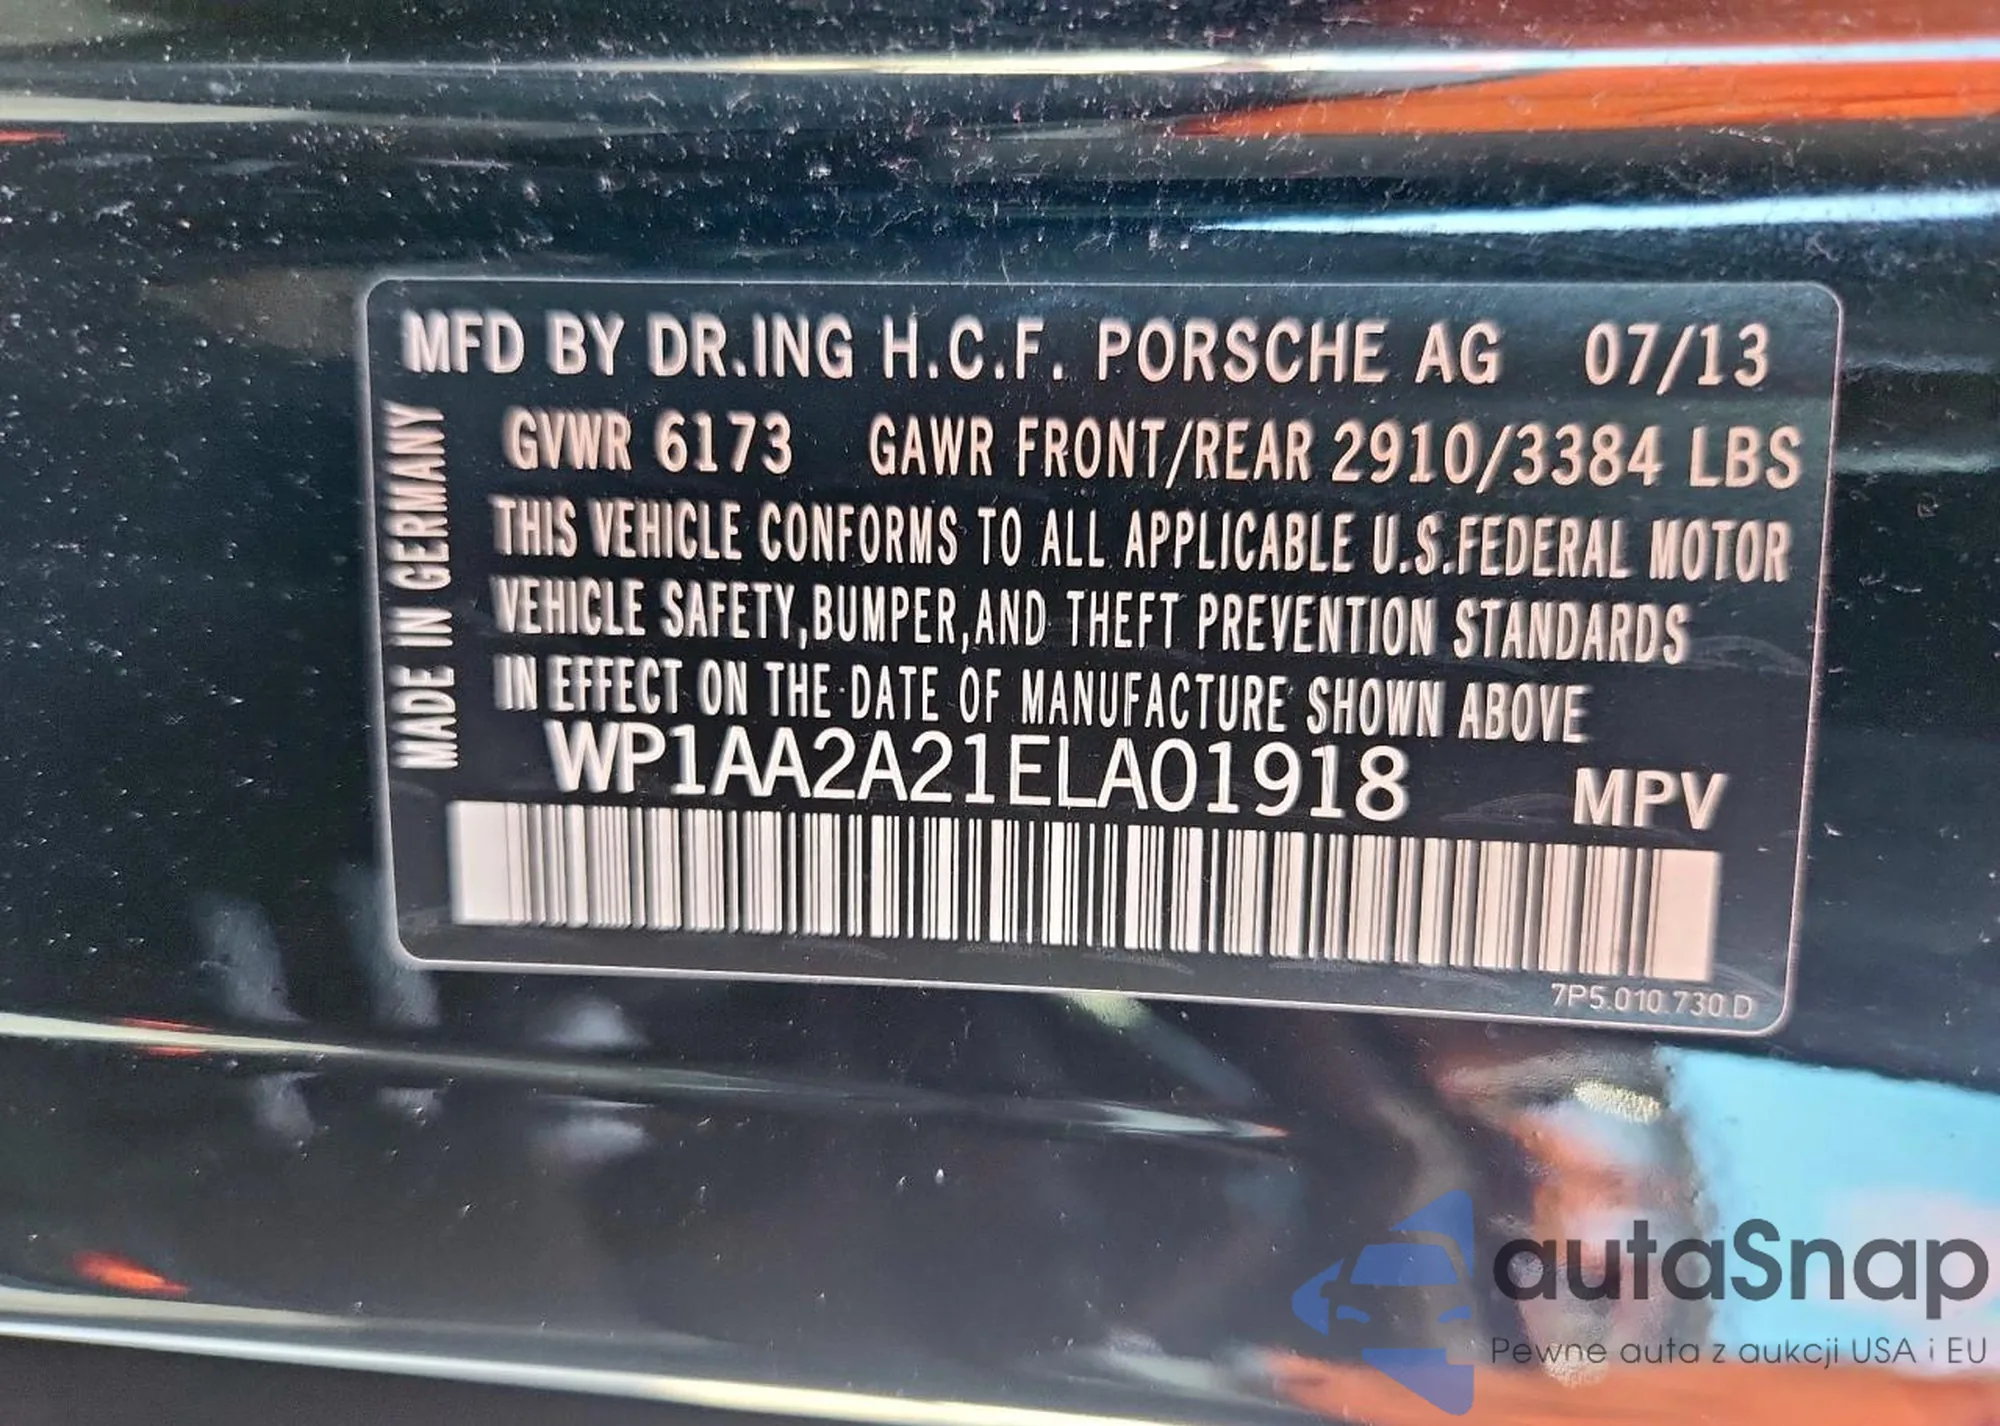 MFD BY DR.ING H.C.F. PORSCHE AG 07/13
GVWR 6173 GAWR FRONT/REAR 2910/3384 LBS
THIS VEHICLE CONFORMS TO ALL APPLICABLE U.S.FEDERAL MOTOR
VEHICLE SAFETY,BUMPER,AND THEFT PREVENTION STANDARDS
IN EFFECT ON THE DATE OF MANUFACTURE SHOWN ABOVE
WP1AA2A21ELA01918 MPV
MADE IN GERMANY
7P5.010.730.D
autaSnap
Pewne auta z aukcji USA i EU